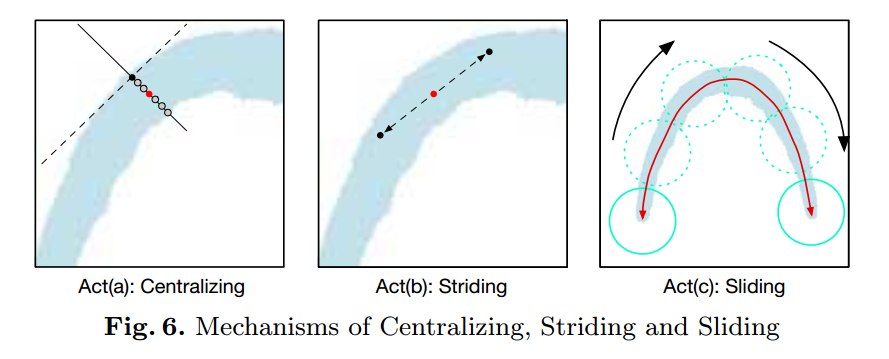 Act(a): Centralizing
Act(b): Striding
Act(c): Sliding
Fig. 6. Mechanisms of Centralizing, Striding and Sliding